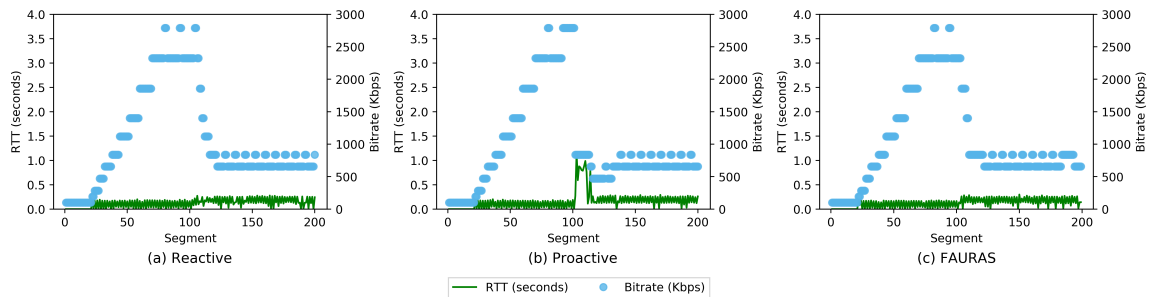 4.0 3.5 3.0 2.5 2.0 1.5 1.0 0.5 0.0
RTT (seconds)
3000 2500 2000 1500 1000 500 0
Bitrate (Kbps)
0 50 100 150 200
Segment
(a) Reactive
4.0 3.5 3.0 2.5 2.0 1.5 1.0 0.5 0.0
RTT (seconds)
3000 2500 2000 1500 1000 500 0
Bitrate (Kbps)
0 50 100 150 200
Segment
(b) Proactive
4.0 3.5 3.0 2.5 2.0 1.5 1.0 0.5 0.0
RTT (seconds)
3000 2500 2000 1500 1000 500 0
Bitrate (Kbps)
0 50 100 150 200
Segment
(c) FAURAS
RTT (seconds) Bitrate (Kbps)